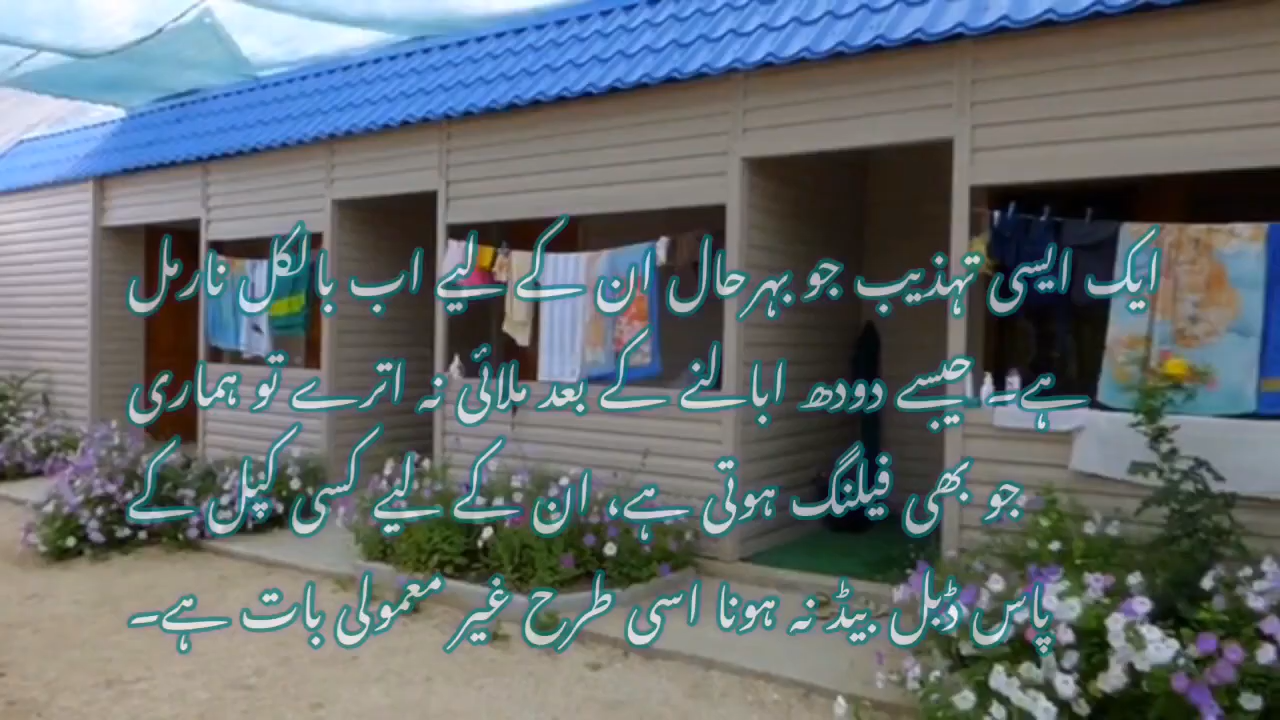 ایک ایسی تہذیب جو بہرحال ان کے لیے اب بالکل نارمل
ہے۔ جیسے دودھ ابالنے کے بعد ملائی نہ اترے تو ہماری
جو بھی فیلنگ ہوتی ہے، ان کے لیے کسی کپل کے
پاس ڈبل بیڈ نہ ہونا اسی طرح غیر معمولی بات ہے۔